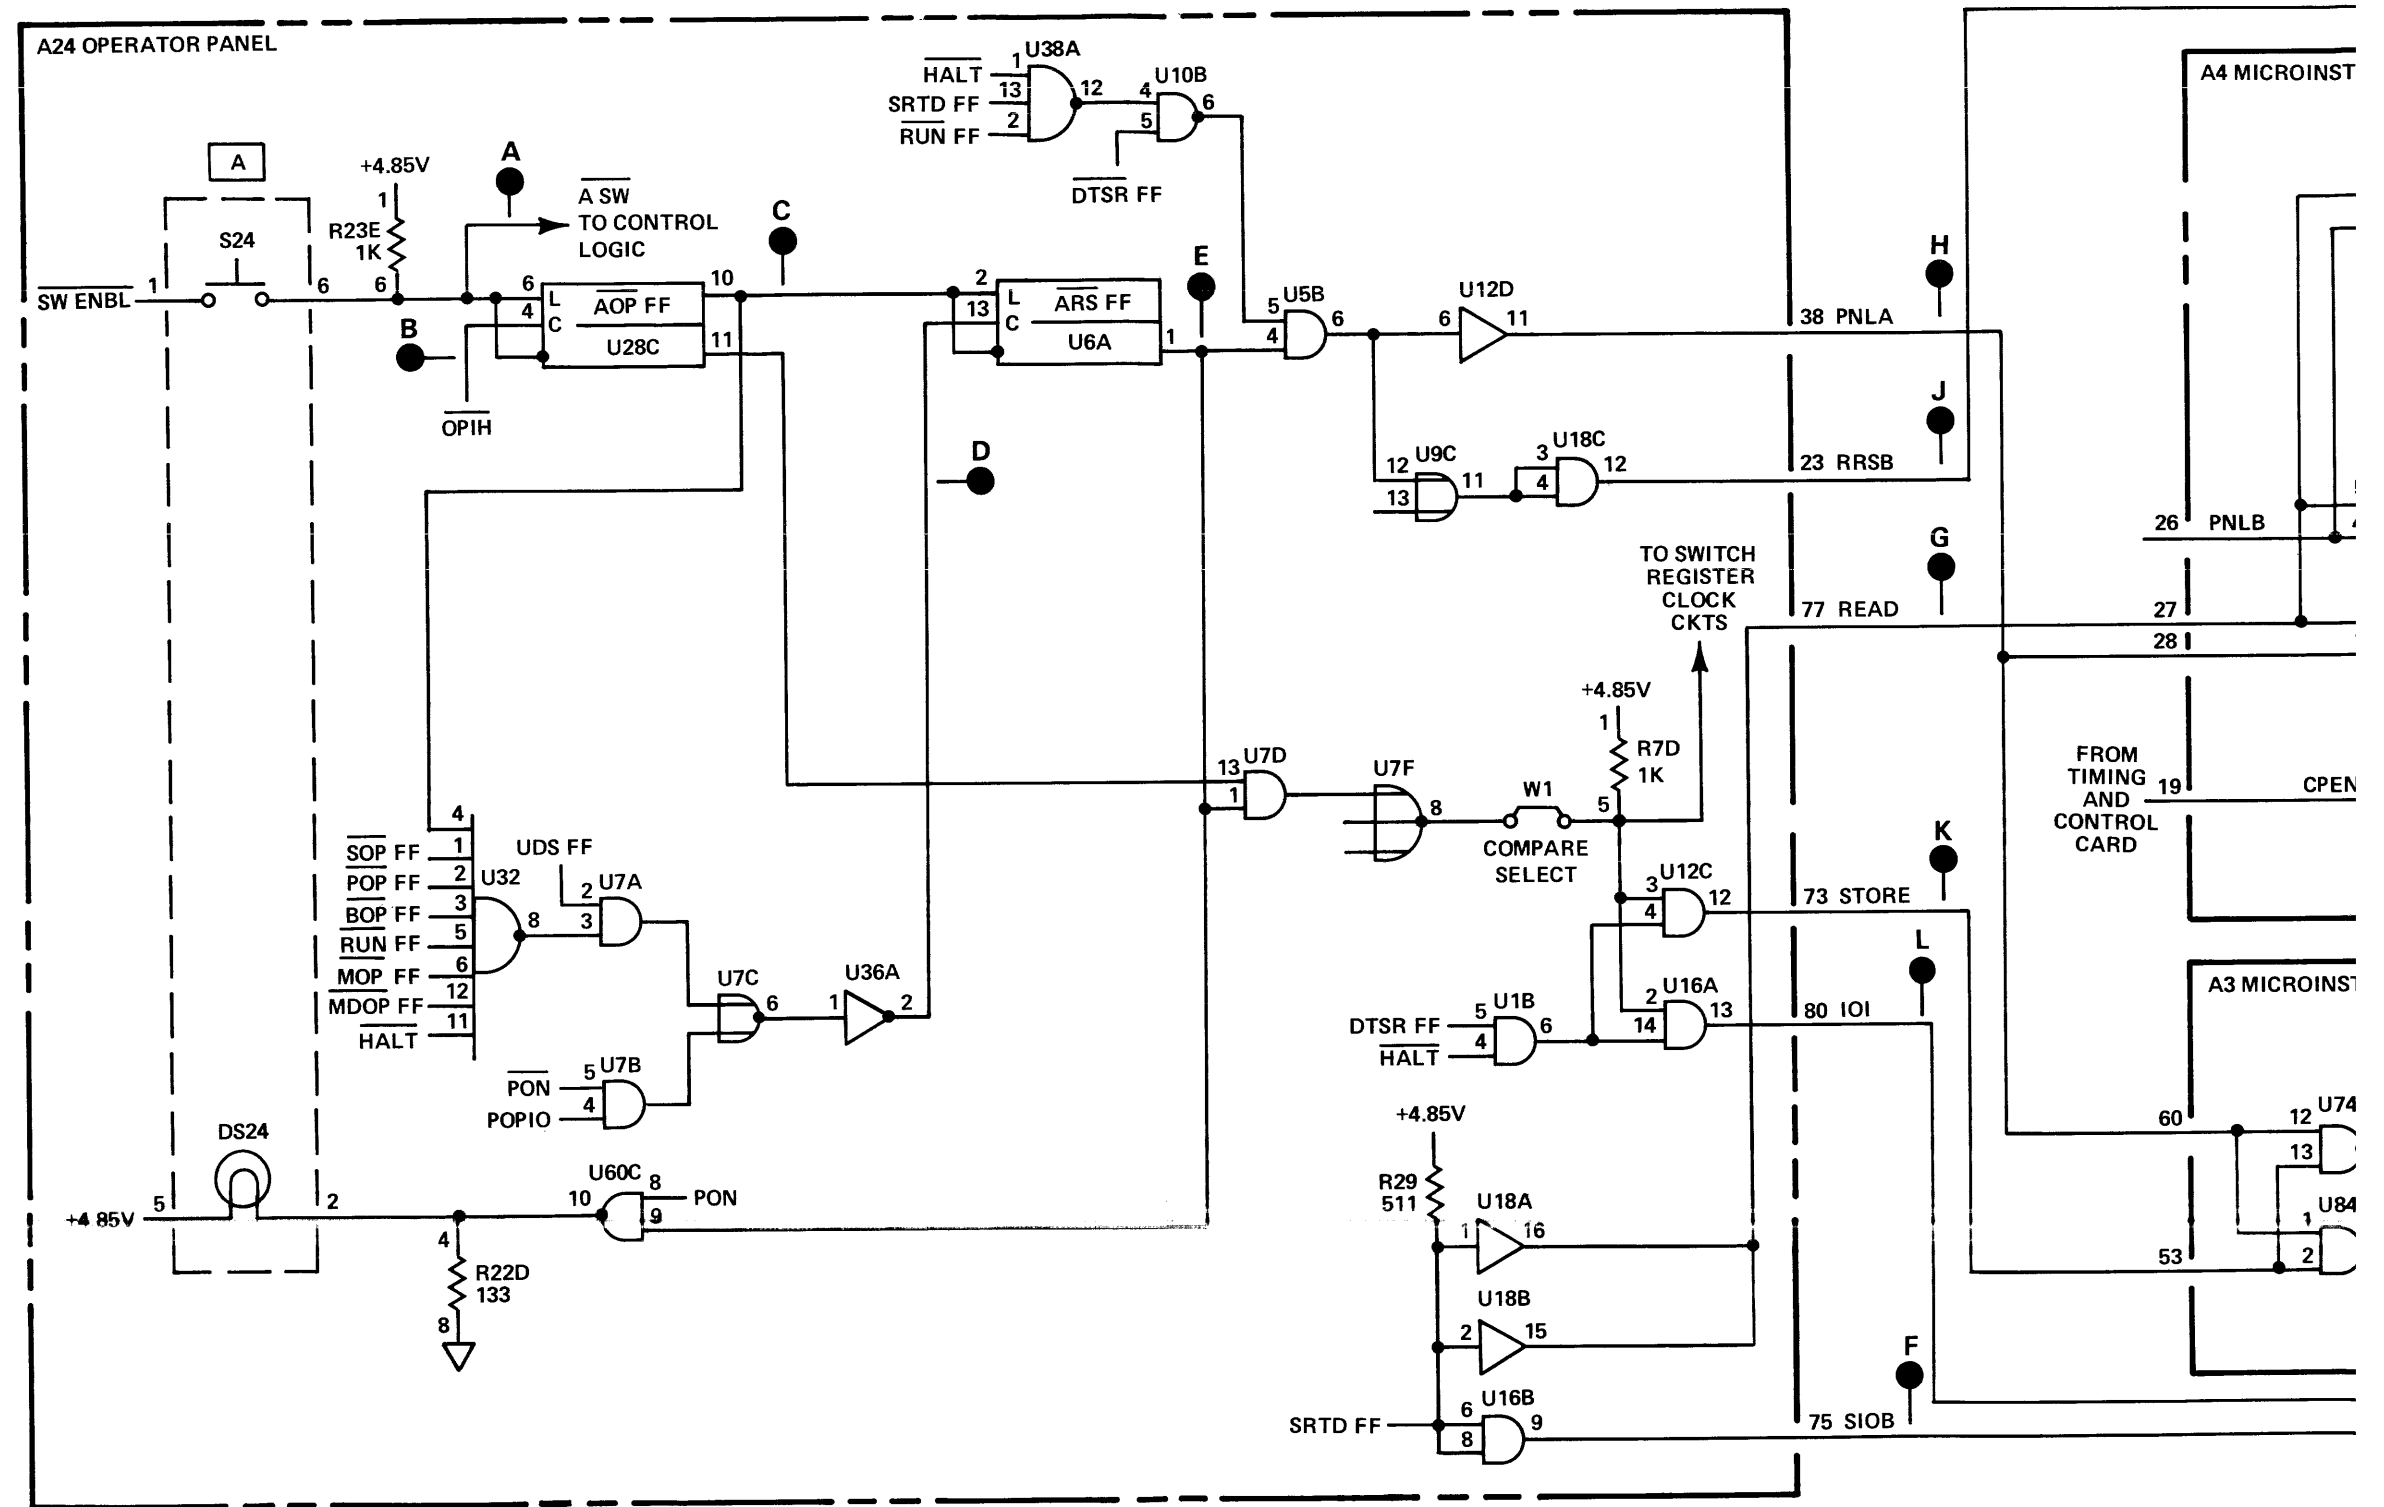 A24 OPERATOR PANEL
A
S24
SW ENBL
1
6
+4.85V
1
R23E
1K
6
A
A SW
TO CONTROL
LOGIC
B
OPIH
6
L
4
C
AOP FF
U28C
10
11
C
HALT
SRTD FF
RUN FF
1
13
2
U38A
12
4
5
U10B
6
DTSR FF
2
L
13
C
ARS FF
U6A
1
D
E
5
4
U5B
6
6
U12D
11
38 PNLA
H
12
13
U9C
11
3
4
U18C
12
23 RRSB
J
TO SWITCH
REGISTER
CLOCK
CKTS
G
77 READ
27
28
A4 MICROINST
26 PNLB
FROM
TIMING
AND
CONTROL
CARD
19
CPEN
+4.85V
1
R7D
1K
5
13
1
U7D
U7F
8
W1
COMPARE
SELECT
4
SOP FF
1
POP FF
2
BOP FF
3
RUN FF
5
MOP FF
6
MDOP FF
12
HALT
11
U32
8
UDS FF
2
3
U7A
U7C
6
1
U36A
2
PON
5
POPIO
4
U7B
3
4
U12C
12
73 STORE
K
2
14
U16A
13
80 IOI
L
DTSR FF
5
HALT
4
U1B
6
A3 MICROINST
60
12
13
U74
1
2
U84
53
DS24
+4 85V
5
2
4
R22D
133
8
10
U60C
8
PON
9
+4.85V
R29
511
1
U18A
16
2
U18B
15
SRTD FF
6
8
U16B
9
75 SIOB
F